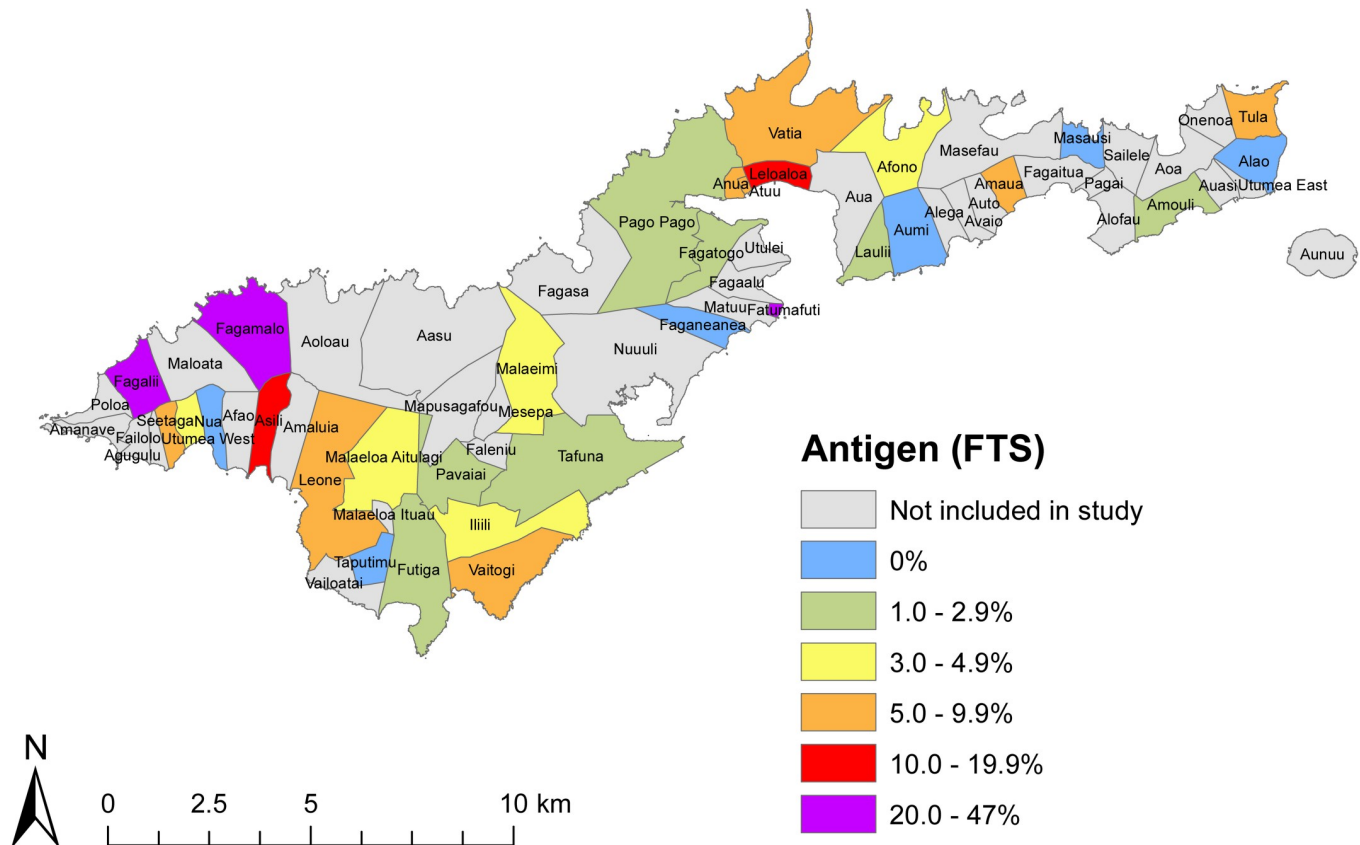 Vatia
Onenoa
Tula
Masausi
Sailele
Masefau
Alao
Afono
Aoa
Leloaloa
Fagaitua
Anua
Amaua
Pagai
Auasi
Utumea East
Atuu
Aua
Auto
Amouli
Alega
Pago Pago
Avaio
Alofau
Aumi
Fagatogo
Utulei
Laulii
Aunuu
Fagaalu
Fagasa
Matuu
Fatumafuti
Faganeanea
Fagamalo
Aoloau
Aasu
Nuuuli
Maloata
Malaeimi
Fagalii
Poloa
Mapusagafou
Mesepa
Seetaga
Nua
Afao
Asili
Amaluia
Amanave
Failolo
Utumea West
Faleniu
Agugulu
Malaeloa Aitulagi
Tafuna
Pavaiai
Leone
Malaeloa Ituau
Iliili
Taputimu
Futiga
Vaitogi
Vailoatai
Antigen (FTS)
Not included in study
0%
1.0 - 2.9%
3.0 - 4.9%
5.0 - 9.9%
10.0 - 19.9%
20.0 - 47%
N
0 2.5 5 10 km